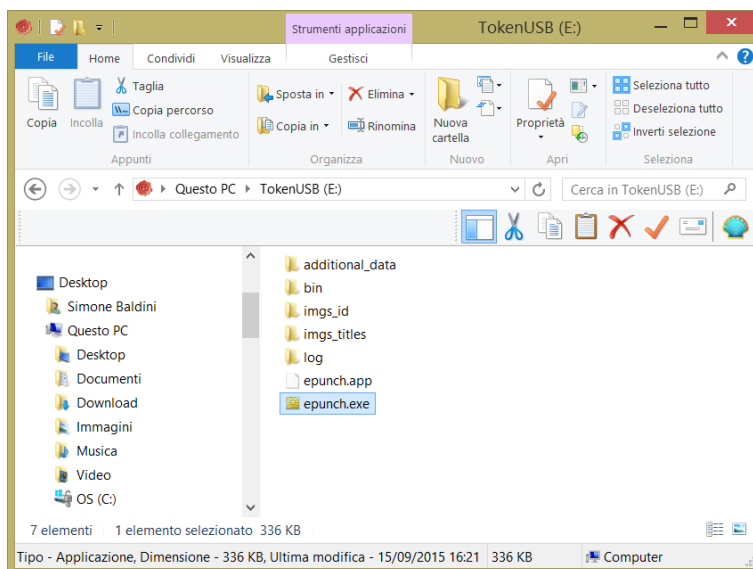 Strumenti applicazioni TokenUSB (E:)
File Home Condividi Visualizza Gestisci
Copia
Incolla
Taglia
Copia percorso
Incolla collegamento
Appunti
Sposta in
Copia in
Elimina
Rinomina
Organizza
Nuova
cartella
Nuovo
Proprietà
Apri
Seleziona tutto
Deseleziona tutto
Inverti selezione
Seleziona
Questo PC TokenUSB (E:) Cerca in TokenUSB (E:)
Desktop
Simone Baldini
Questo PC
Desktop
Documenti
Download
Immagini
Musica
Video
OS (C:)
additional_data
bin
imgs_id
imgs_titles
log
epunch.app
epunch.exe
7 elementi 1 elemento selezionato 336 KB
Tipo - Applicazione, Dimensione - 336 KB, Ultima modifica - 15/09/2015 16:21 336 KB Computer